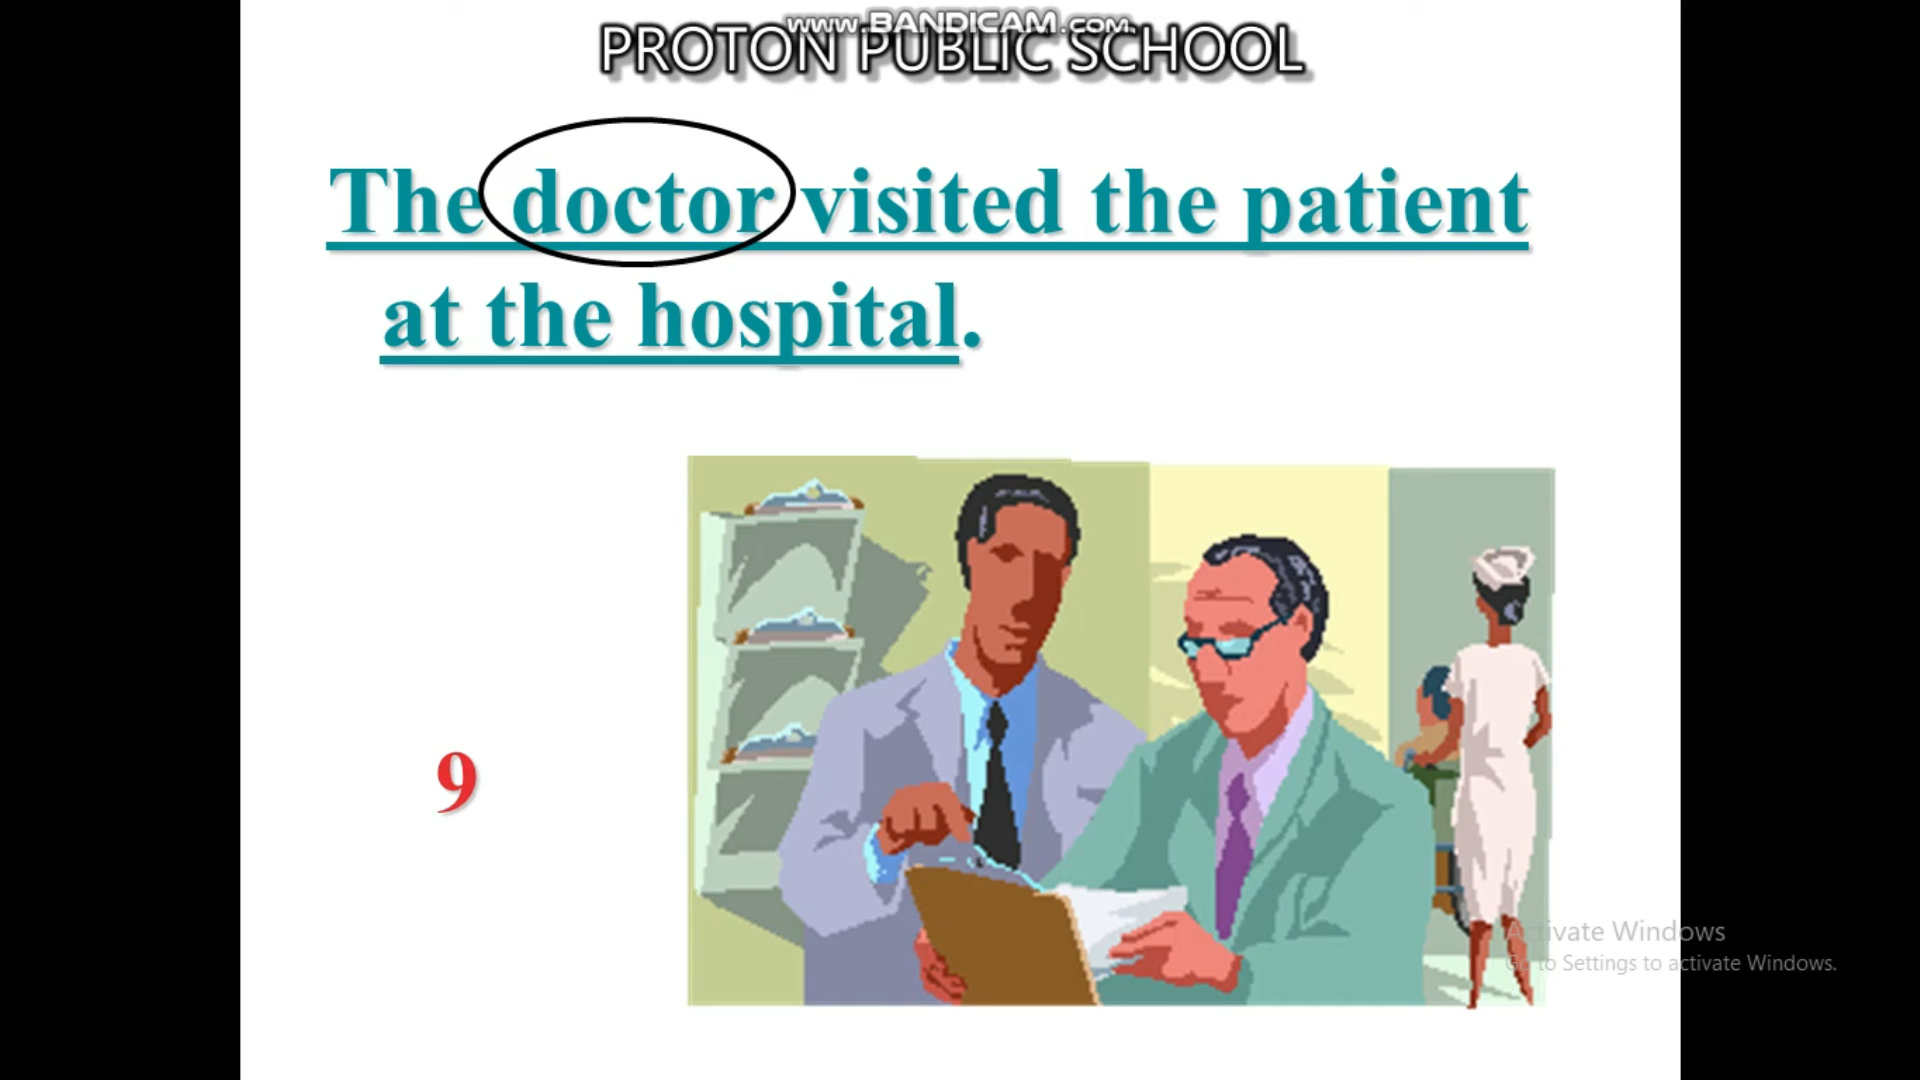 www.BANDICAM.com
PROTON PUBLIC SCHOOL
The doctor visited the patient
at the hospital.
9
Activate Windows
Go to Settings to activate Windows.